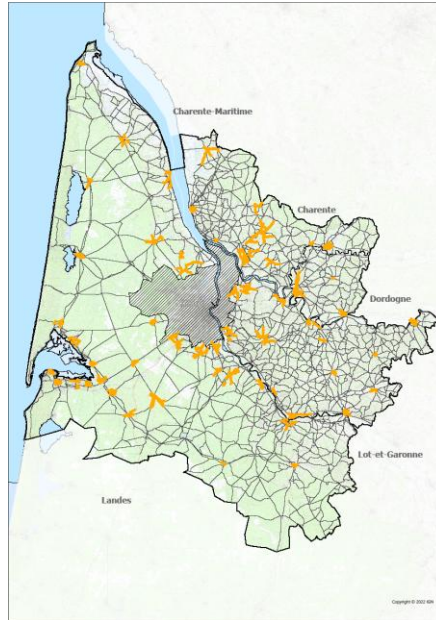 Charente-Maritime
Charente
Dordogne
Lot-et-Garonne
Landes
Copyright © 2022 IGN